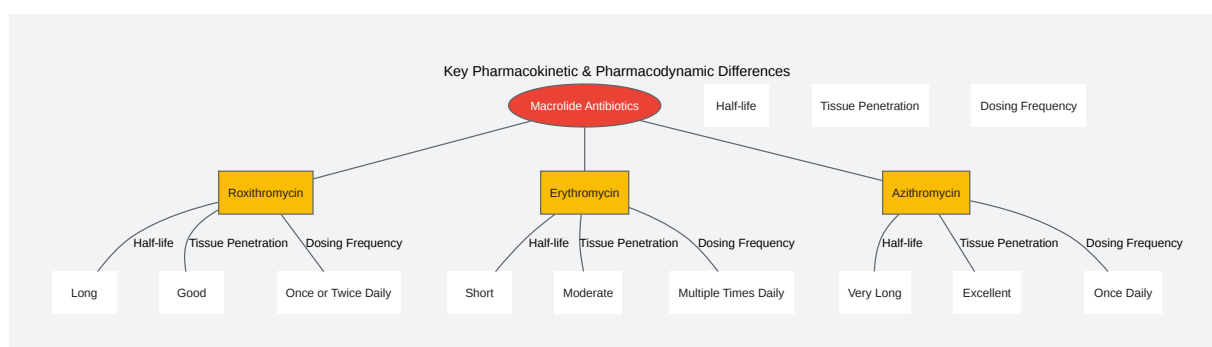 Key Pharmacokinetic & Pharmacodynamic Differences
Macrolide Antibiotics
Half-life
Tissue Penetration
Dosing Frequency
Roxithromycin
Erythromycin
Azithromycin
Half-life
Tissue Penetration
Dosing Frequency
Half-life
Tissue Penetration
Dosing Frequency
Half-life
Tissue Penetration
Dosing Frequency
Long
Good
Once or Twice Daily
Short
Moderate
Multiple Times Daily
Very Long
Excellent
Once Daily